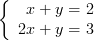 x + y = 2
2x + y = 3